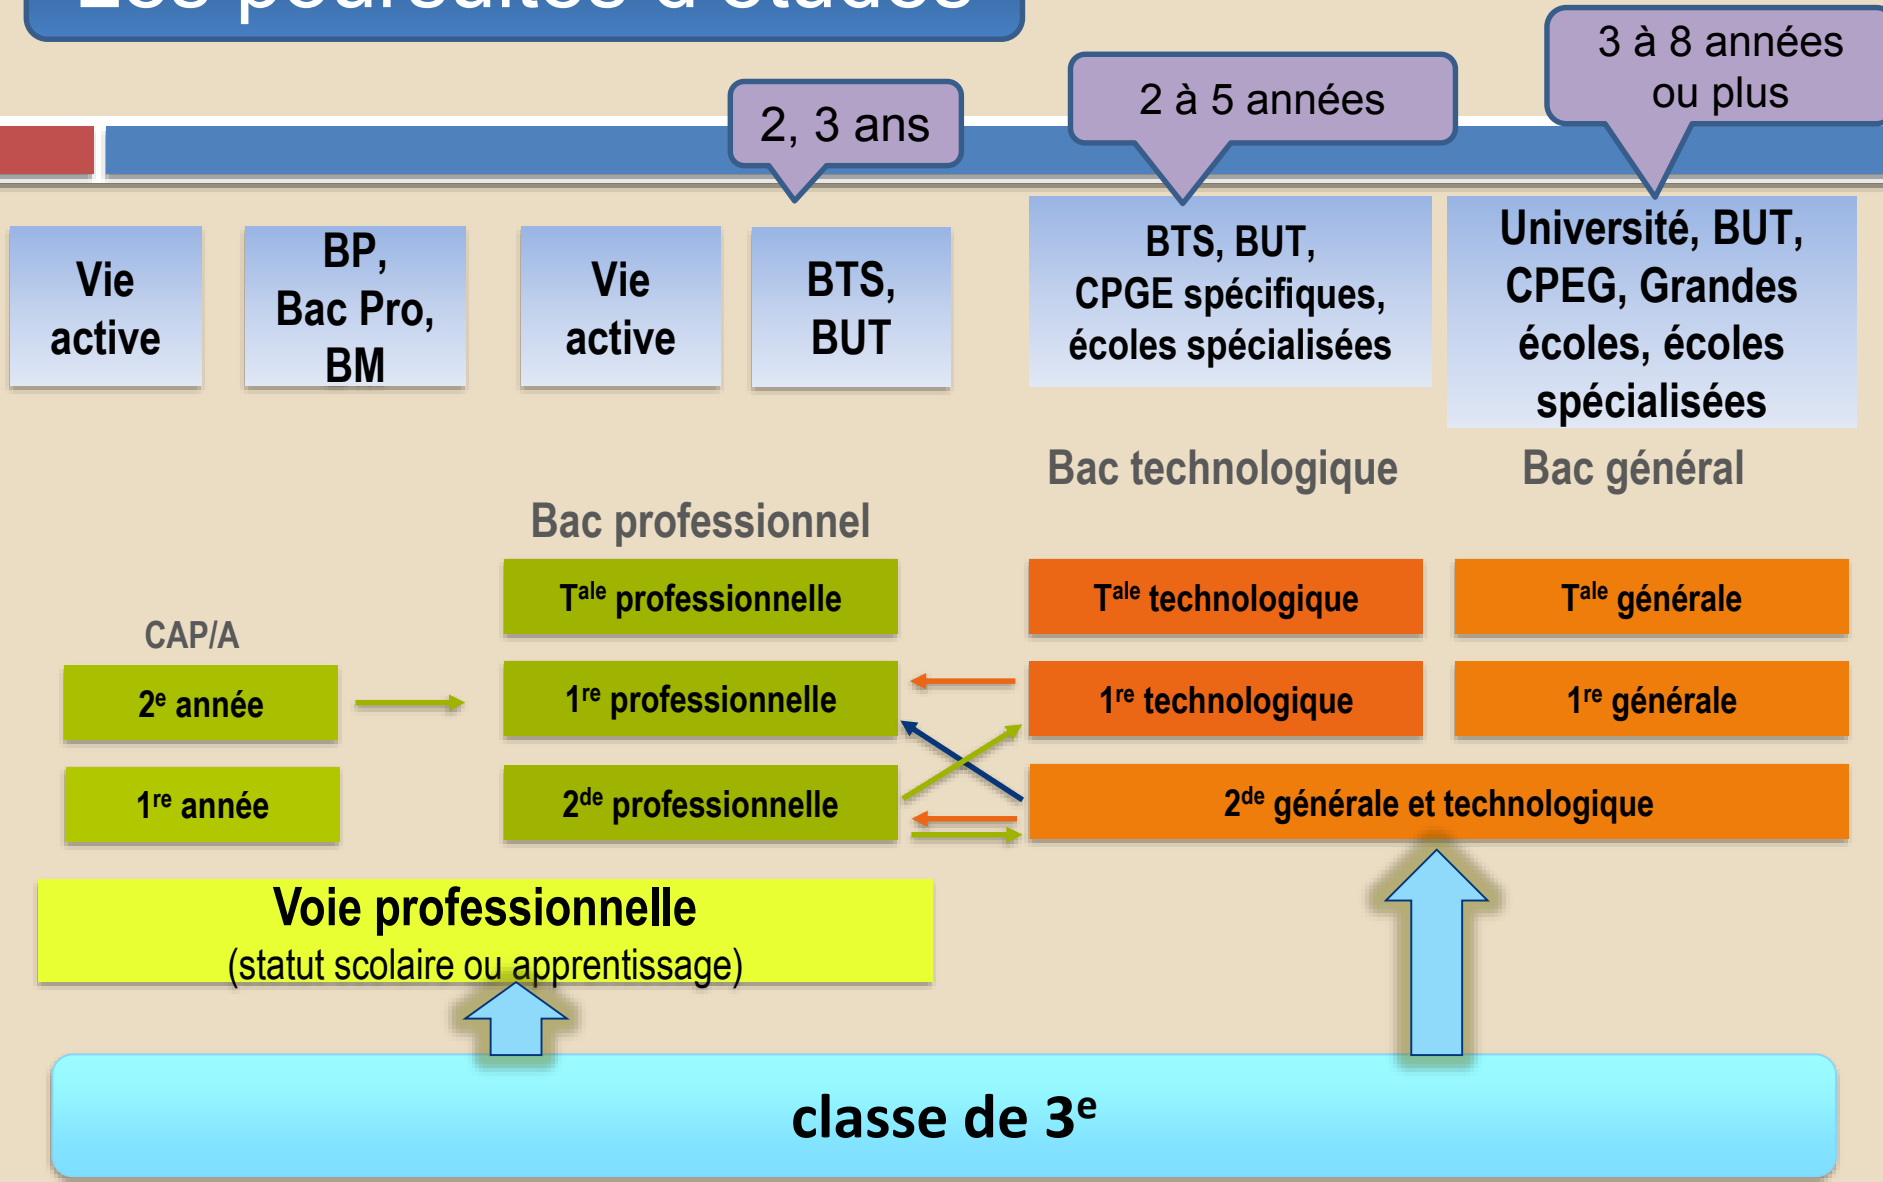 Les poursuites d'études
3 à 8 années
ou plus
2 à 5 années
2, 3 ans
Vie
active
BP,
Bac Pro,
BM
Vie
active
BTS,
BUT
BTS, BUT,
CPGE spécifiques,
écoles spécialisées
Université, BUT,
CPEG, Grandes
écoles, écoles
spécialisées
Bac technologique
Bac général
Bac professionnel
Tale professionnelle
Tale technologique
Tale générale
CAP/A
2e année
1re professionnelle
1re technologique
1re générale
1re année
2de professionnelle
2de générale et technologique
Voie professionnelle
(statut scolaire ou apprentissage)
classe de 3e